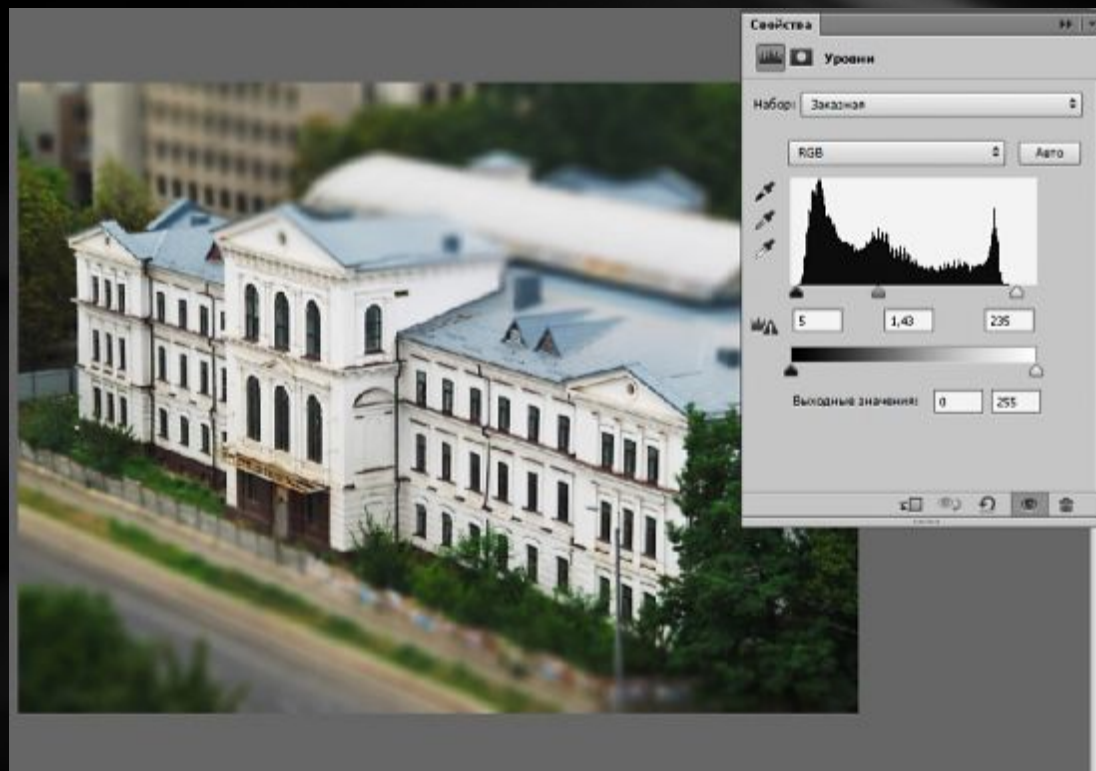 Свойства
Уровни
Набор: Заказная
RGB Авто
5 1,43 235
Выходные значения: 0 255